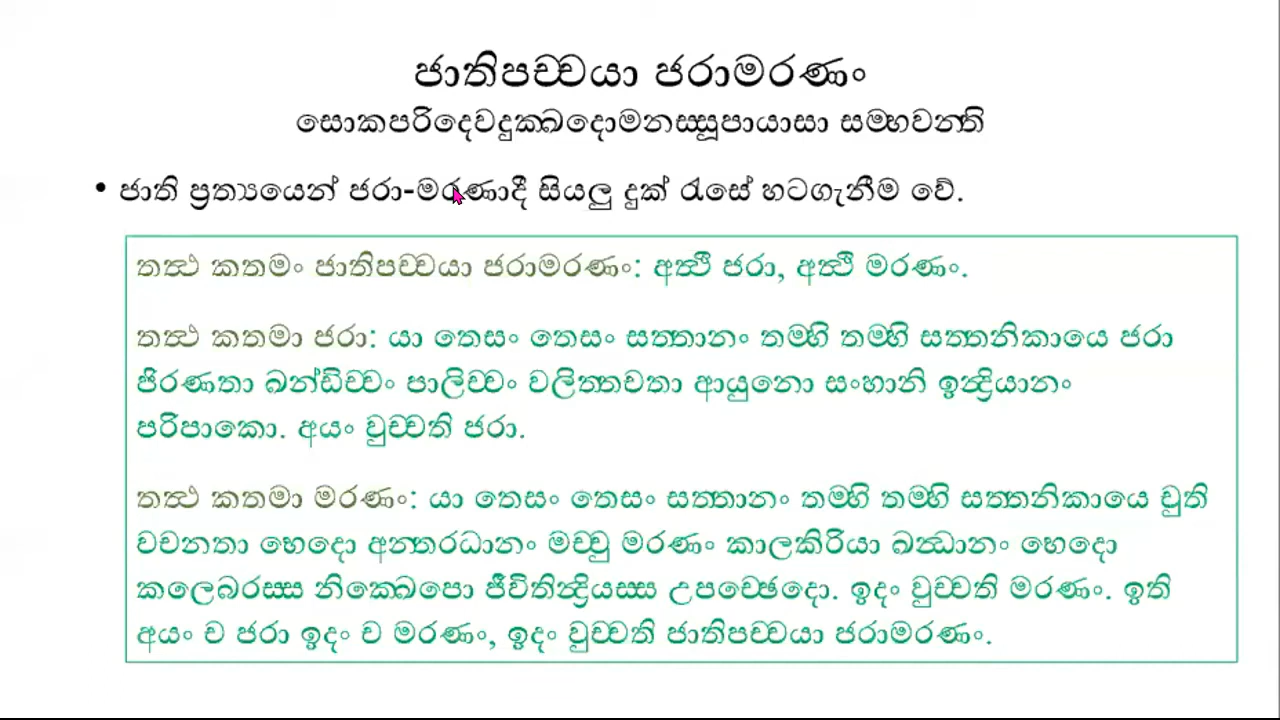 ජාතිපච්චයා ජරාමරණං
සොකපරිදෙවදුක්ඛදොමනස්සූපායාසා සම්භවන්ති
• ජාති ප්‍රත්‍යයෙන් ජරා-මරණාදී සියලු දුක් රැසේ හටගැනීම වේ.
තත්ථ කතමං ජාතිපච්චයා ජරාමරණං: අත්ථි ජරා, අත්ථි මරණං.
තත්ථ කතමා ජරා: යා තෙසං තෙසං සත්තානං තම්හි තම්හි සත්තනිකායෙ ජරා
ජිරණතා ඛන්ඩිච්චං පාලිච්චං වලිත්තචතා ආයුනො සංහානි ඉන්ද්‍රියානං
පරිපාකො. අයං වුච්චති ජරා.
තත්ථ කතමා මරණං: යා තෙසං තෙසං සත්තානං තම්හි තම්හි සත්තනිකායෙ චුති
චවනතා භෙදො අන්තරධානං මච්චු මරණං කාලකිරියා ඛන්ධානං භෙදො
කලෙබරස්ස නික්ඛෙපො ජීවිතින්ද්‍රියස්ස උපච්ඡෙදො. ඉදං වුච්චති මරණං. ඉති
අයං ච ජරා ඉදං ච මරණං, ඉදං වුච්චති ජාතිපච්චයා ජරාමරණං.